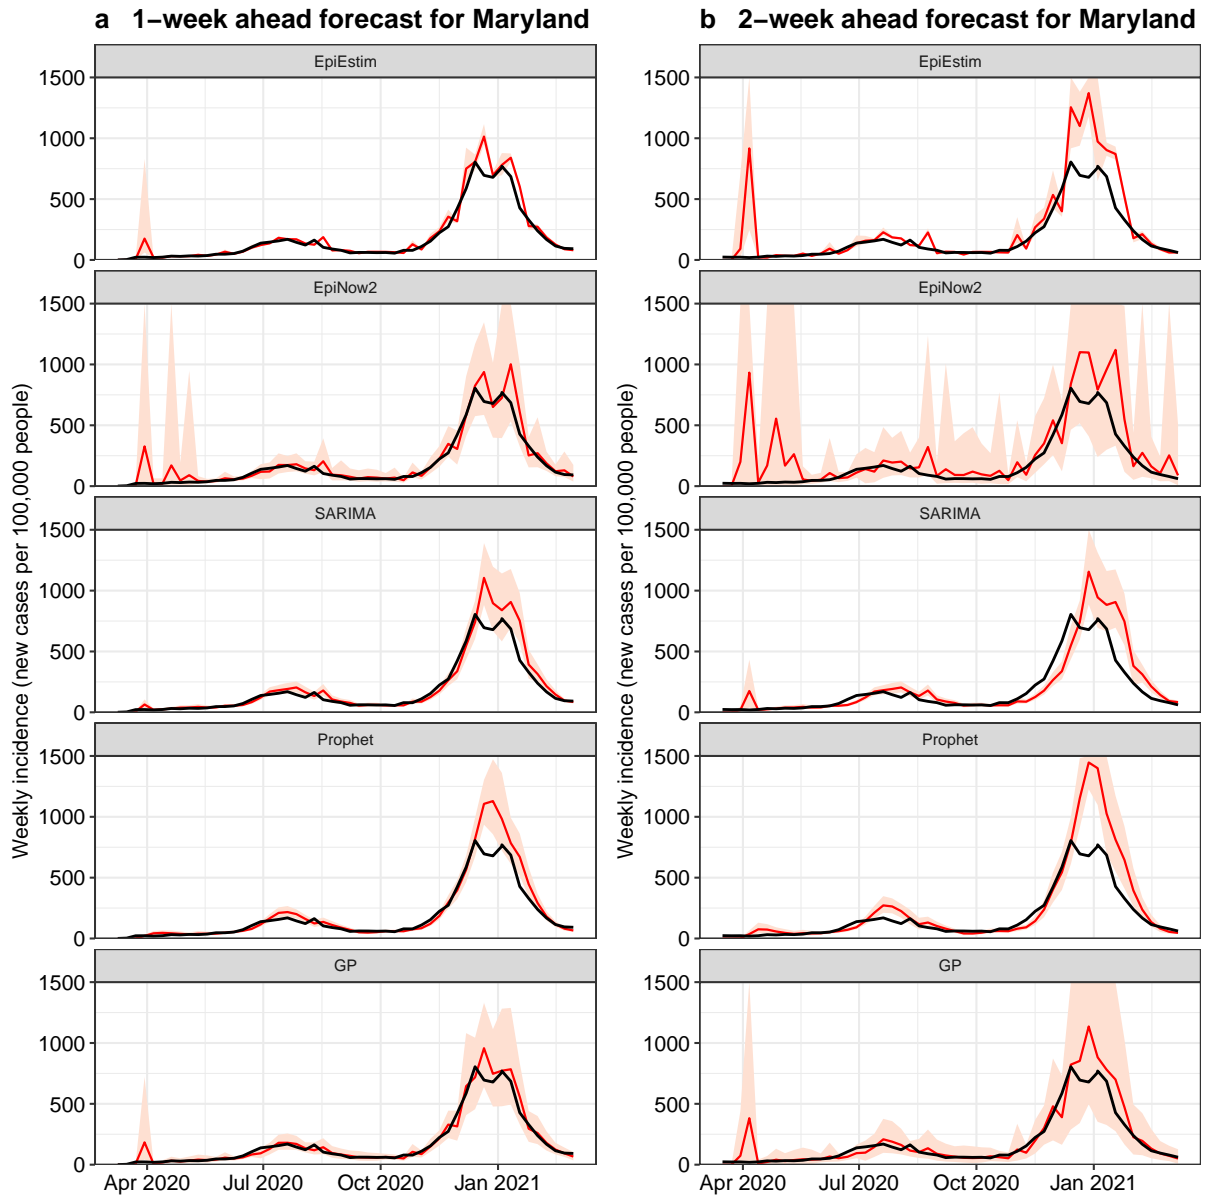 a 1−week ahead forecast for Maryland
b 2−week ahead forecast for Maryland
Weekly incidence (new cases per 100,000 people)
EpiEstim
1500
1000
500
0
EpiNow2
1500
1000
500
0
SARIMA
1500
1000
500
0
Prophet
1500
1000
500
0
GP
1500
1000
500
0
Apr 2020 Jul 2020 Oct 2020 Jan 2021
Weekly incidence (new cases per 100,000 people)
EpiEstim
1500
1000
500
0
EpiNow2
1500
1000
500
0
SARIMA
1500
1000
500
0
Prophet
1500
1000
500
0
GP
1500
1000
500
0
Apr 2020 Jul 2020 Oct 2020 Jan 2021